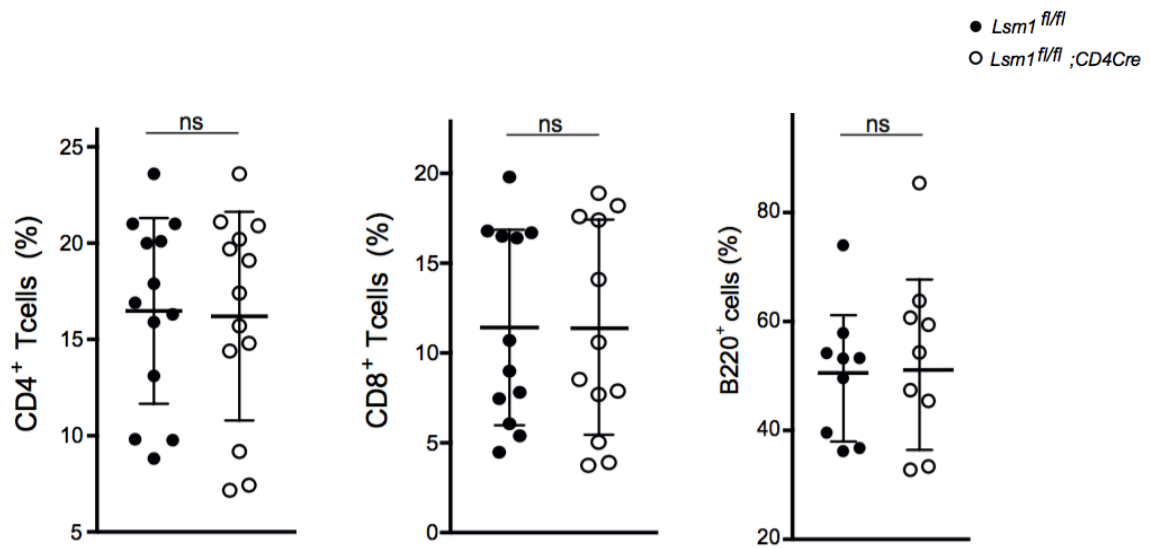 Lsm1 fl/fl
Lsm1 fl/fl ;CD4Cre
ns
25
20
15
10
5
CD4+ Tcells (%)
ns
20
15
10
5
0
CD8+ Tcells (%)
ns
80
60
40
20
B220+ cells (%)